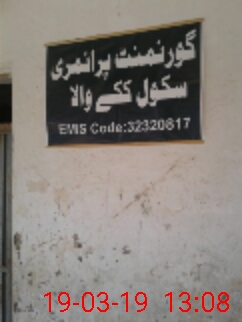 گورنمنٹ پرائمری
سکول ککے والا
EMIS Code:32320817
19-03-19 13:08